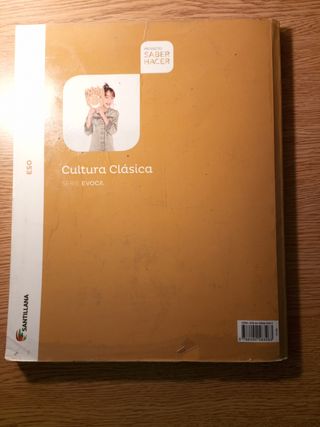 PROYECTO
SABER
HACER
ESO
Cultura Clásica
SERIE EVOCA
SANTILLANA